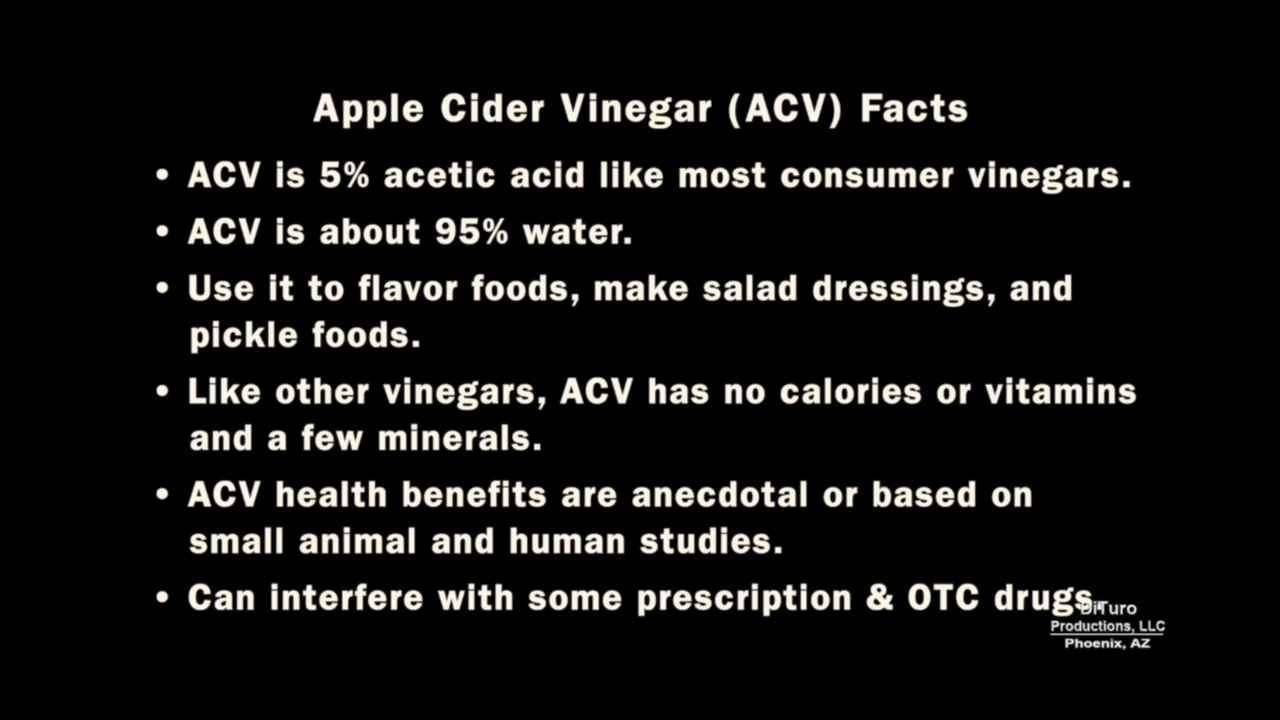 Apple Cider Vinegar (ACV) Facts
• ACV is 5% acetic acid like most consumer vinegars.
• ACV is about 95% water.
• Use it to flavor foods, make salad dressings, and
pickle foods.
• Like other vinegars, ACV has no calories or vitamins
and a few minerals.
• ACV health benefits are anecdotal or based on
small animal and human studies.
• Can interfere with some prescription & OTC drugs.
DiTuro
Productions, LLC
Phoenix, AZ